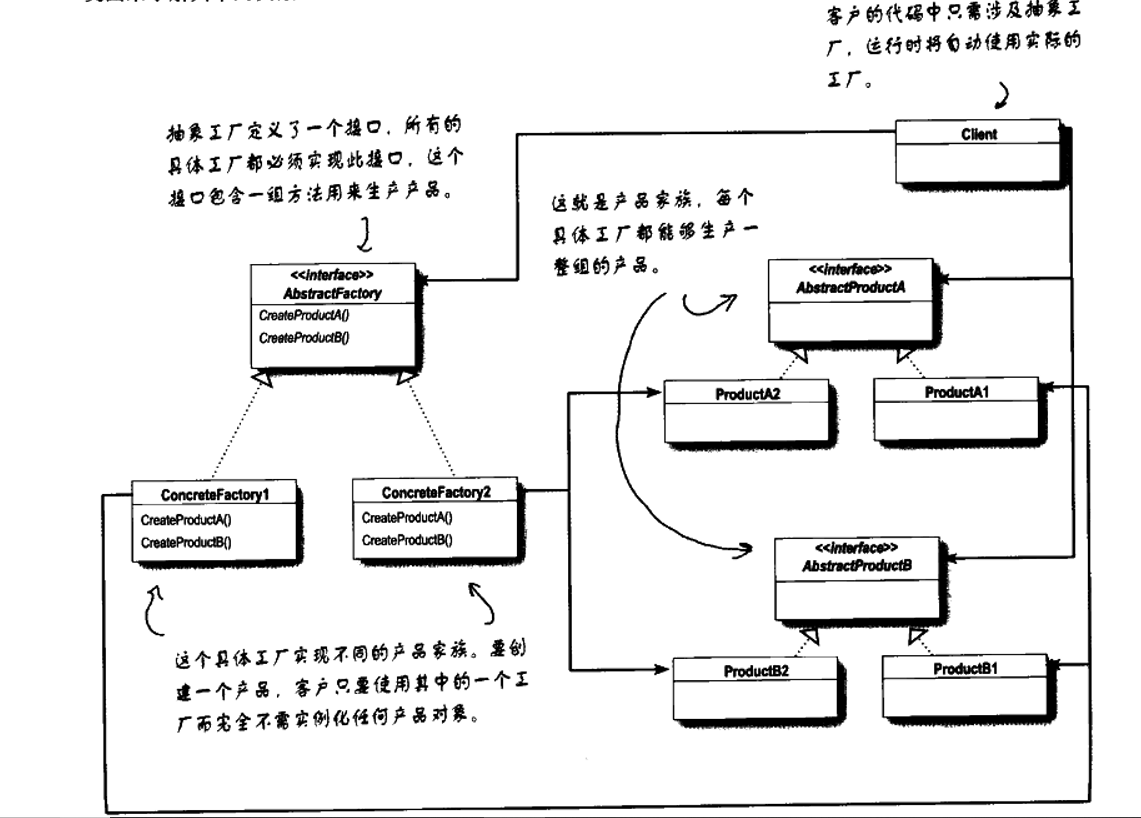 客户的代码中只需涉及抽象工
厂，运行时将自动使用实际的
工厂。
Client
抽象工厂定义了一个接口，所有的
具体工厂都必须实现此接口，这个
接口包含一组方法用来生产产品。
这就是产品家族，每个
具体工厂都能够生产一
整组的产品。
<<interface>>
AbstractFactory
CreateProductA()
CreateProductB()
<<interface>>
AbstractProductA
ProductA2
ProductA1
ConcreteFactory1
CreateProductA()
CreateProductB()
ConcreteFactory2
CreateProductA()
CreateProductB()
<<interface>>
AbstractProductB
ProductB2
ProductB1
这个具体工厂实现不同的产品家族。要创
建一个产品，客户只要使用其中的一个工
厂而完全不需实例化任何产品对象。